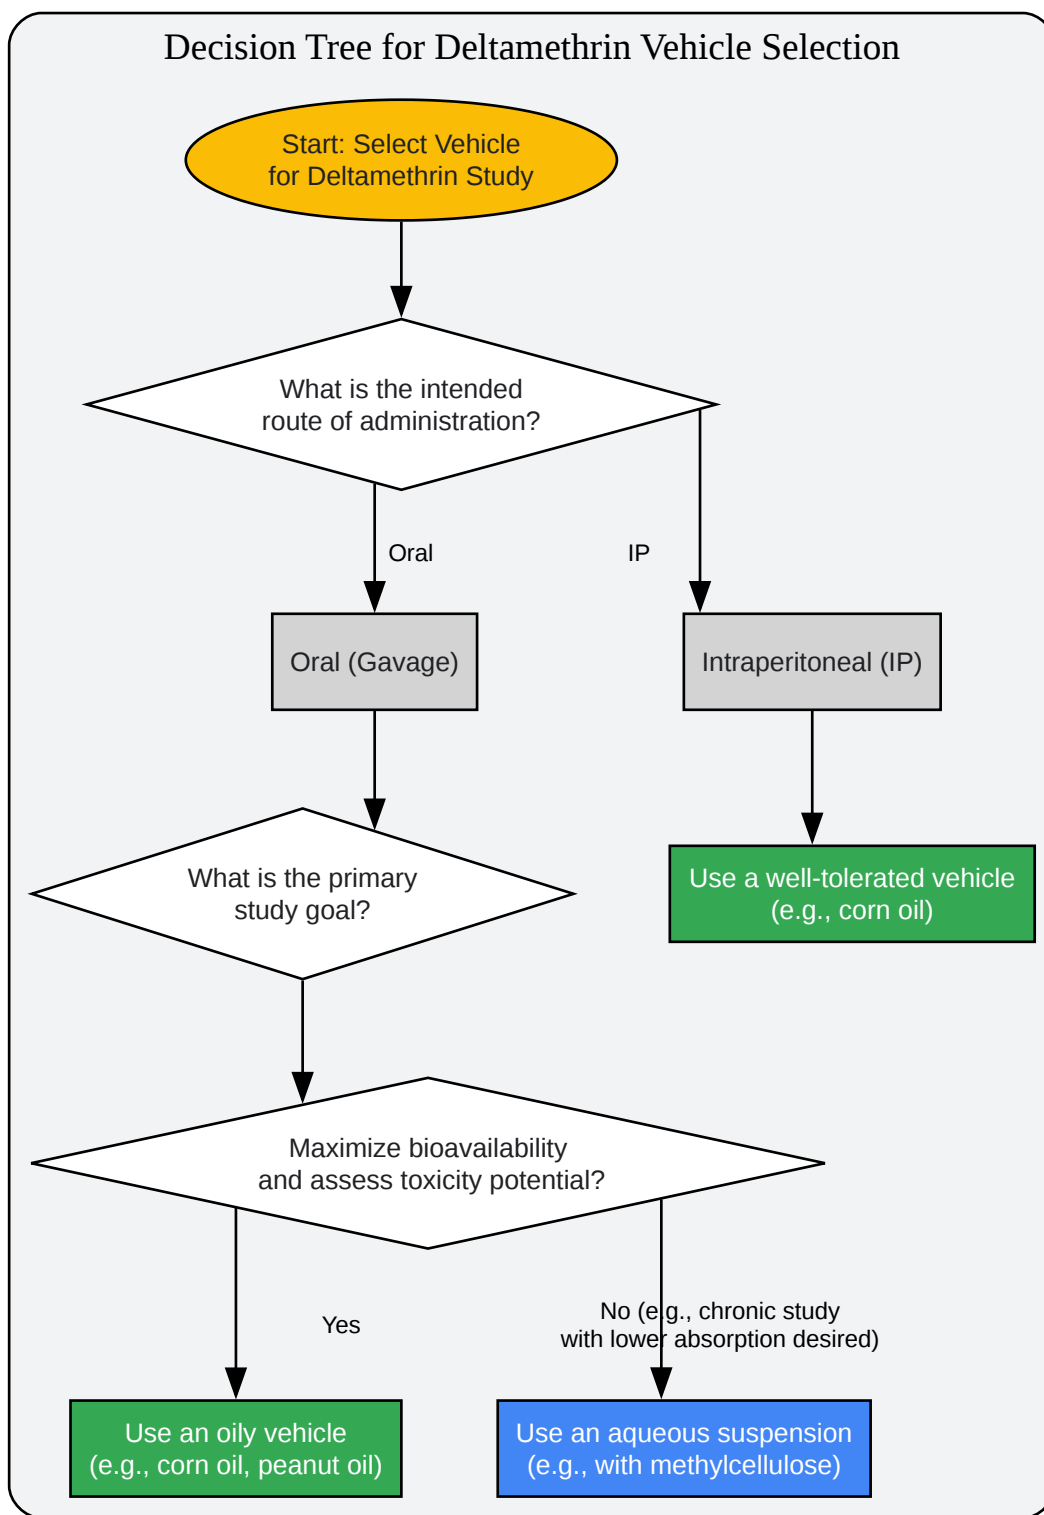 Decision Tree for Deltamethrin Vehicle Selection
Start: Select Vehicle
for Deltamethrin Study
What is the intended
route of administration?
Oral
IP
Oral (Gavage)
Intraperitoneal (IP)
What is the primary
study goal?
Use a well-tolerated vehicle
(e.g., corn oil)
Maximize bioavailability
and assess toxicity potential?
Yes
No (e.g., chronic study
with lower absorption desired)
Use an oily vehicle
(e.g., corn oil, peanut oil)
Use an aqueous suspension
(e.g., with methylcellulose)